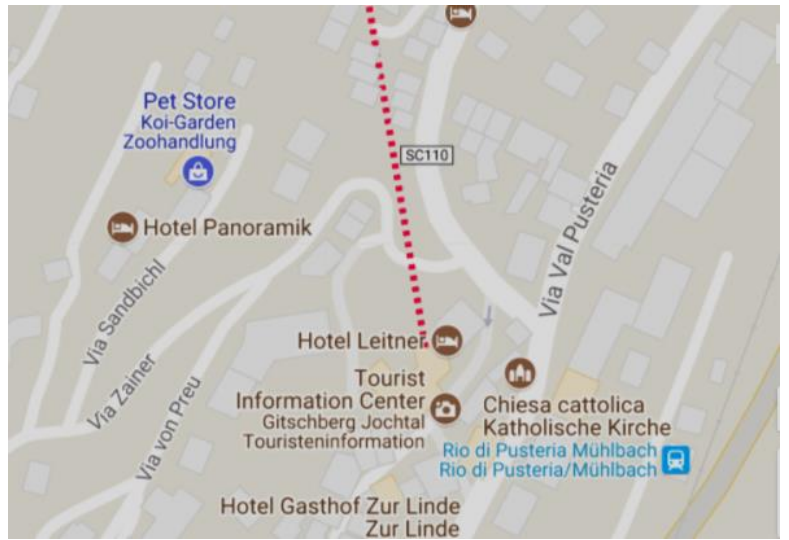 Pet Store
Koi-Garden
Zoohandlung
SC110
Via Val Pusteria
Hotel Panoramik
Via Sandbichl
Hotel Leitner
Via Zainer
Via von Preu
Tourist
Information Center
Gitschberg Jochtal
Touristeninformation
Chiesa cattolica
Katholische Kirche
Rio di Pusteria Mühlbach
Rio di Pusteria/Mühlbach
Hotel Gasthof Zur Linde
Zur Linde